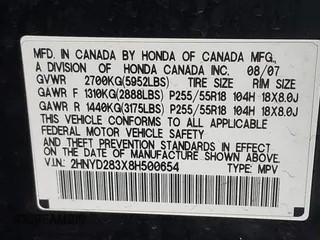 MFD. IN CANADA BY HONDA OF CANADA MFG.,
A DIVISION OF HONDA CANADA INC. 08/07
GVWR 2700KG(5952LBS) TIRE SIZE RIM SIZE
GAWR F 1310KG(2888LBS) P255/55R18 104H 18X8.0J
GAWR R 1440KG(3175LBS) P255/55R18 104H 18X8.0J
THIS VEHICLE CONFORMS TO ALL APPLICABLE
FEDERAL MOTOR VEHICLE SAFETY AND
THEFT PREVENTION STANDARDS IN EFFECT ON
THE DATE OF MANUFACTURE SHOWN ABOVE.
V.I.N: 2HNYD283X8H500654 TYPE: MPV